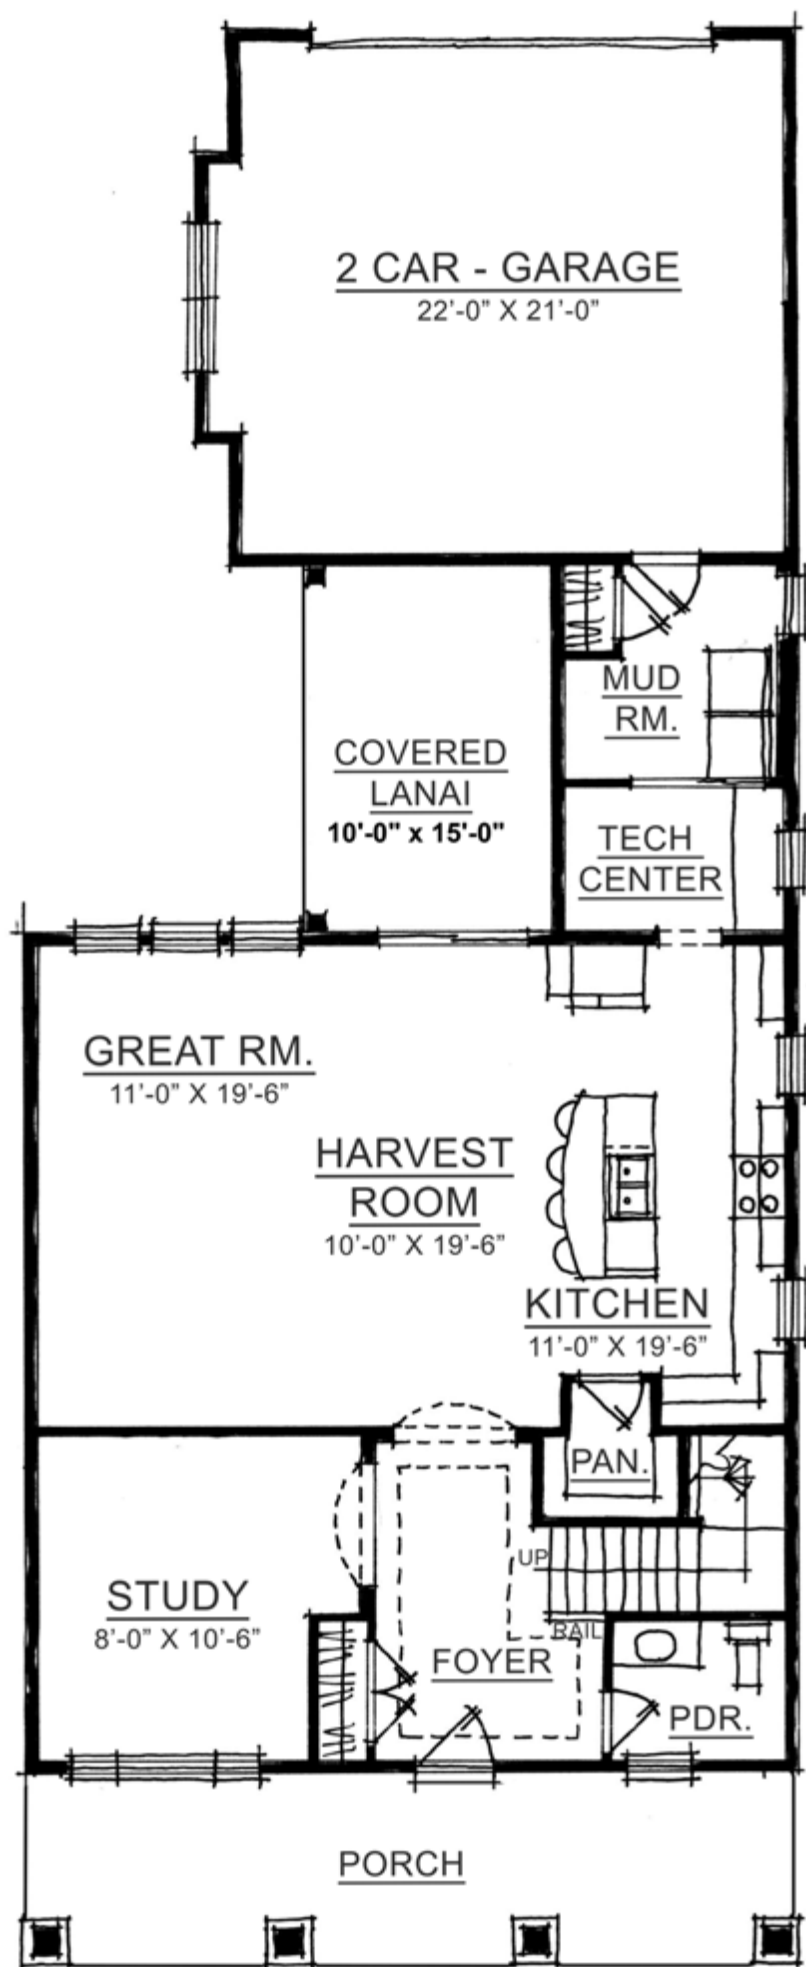 2 CAR - GARAGE
22’-0” X 21’-0”
MUD
RM.
COVERED
LANAI
10'-0" x 15'-0"
TECH
CENTER
GREAT RM.
11’-0” X 19’-6”
HARVEST
ROOM
10’-0” X 19’-6”
KITCHEN
11’-0” X 19’-6”
PAN.
UP
STUDY
8’-0” X 10’-6”
RAIL
FOYER
PDR.
PORCH